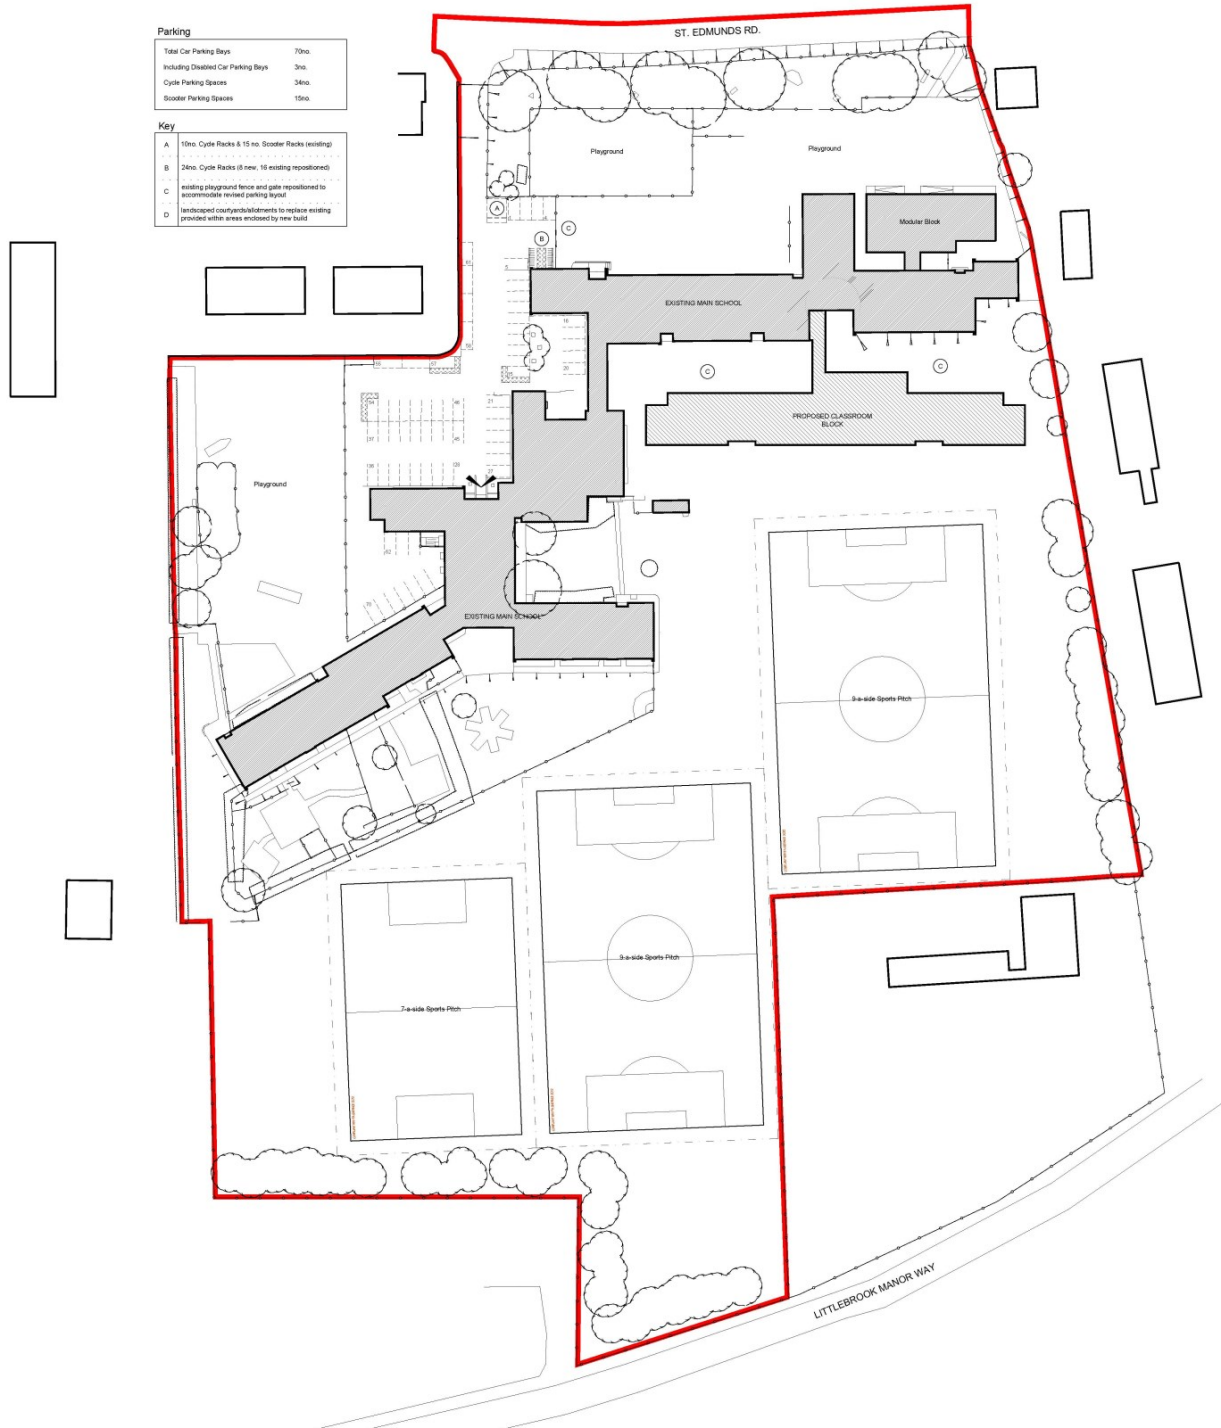 ST. EDMUNDS RD.
Parking
Total Car Parking Bays 70no.
Including Disabled Car Parking Bays 3no.
Cycle Parking Spaces 34no.
Scooter Parking Spaces 15no.
Key
A 10no. Cycle Racks & 15 no. Scooter Racks (existing)
B 24no. Cycle Racks (8 new, 16 existing repositioned)
C existing playground fence and gate repositioned to
accommodate revised parking layout
D landscaped courtyards/allotments to replace existing
provided within areas enclosed by new build
Playground
Playground
A
B
C
Modular Block
EXISTING MAIN SCHOOL
C
C
PROPOSED CLASSROOM
BLOCK
Playground
EXISTING MAIN SCHOOL
9-a-side Sports Pitch
9-a-side Sports Pitch
7-a-side Sports Pitch
LITTLEBROOK MANOR WAY